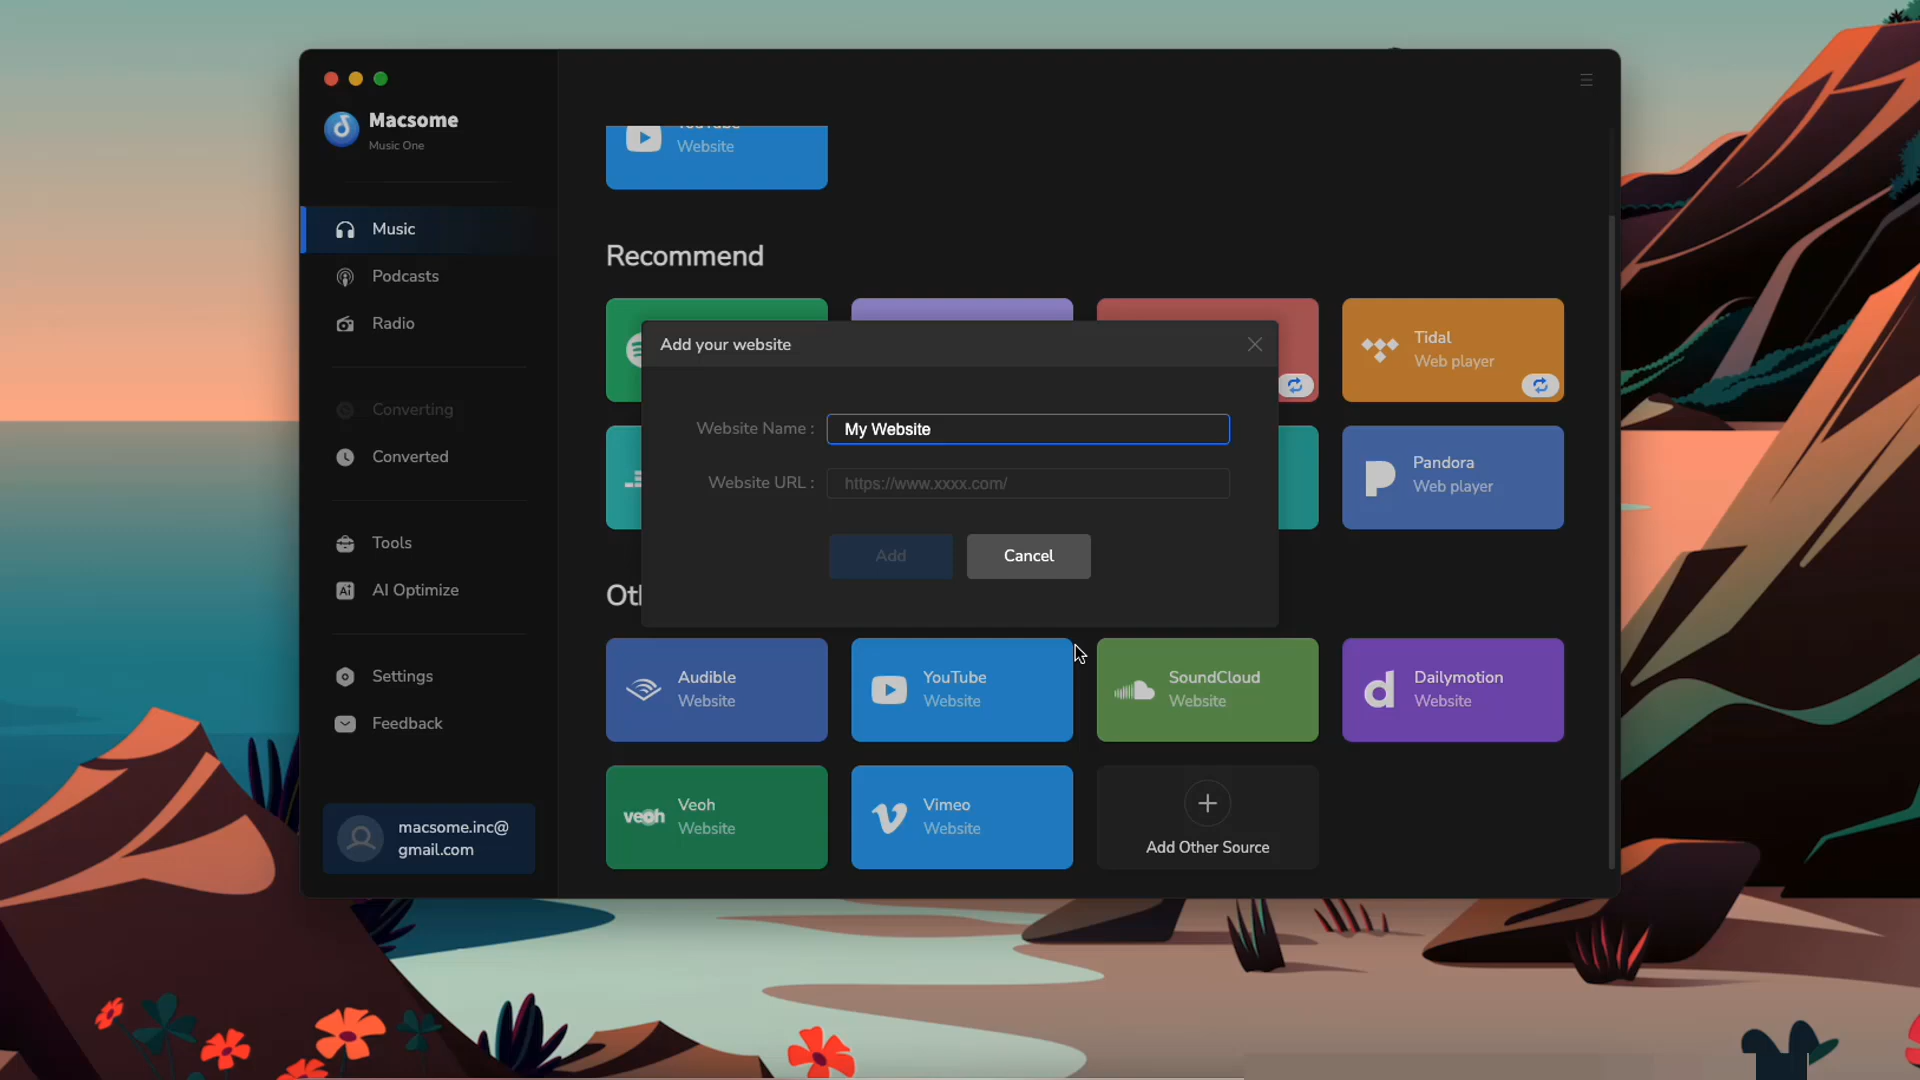 Macsome
Music One
Music
Podcasts
Radio
Converting
Converted
Tools
AI Optimize
Settings
Feedback
macsome.inc@
gmail.com
YouTube
Website
Recommend
Tidal
Web player
Pandora
Web player
Add your website
Website Name :
My Website
Website URL :
https://www.xxxx.com/
Add
Cancel
Audible
Website
YouTube
Website
SoundCloud
Website
Dailymotion
Website
veoh
Veoh
Website
Vimeo
Website
Add Other Source